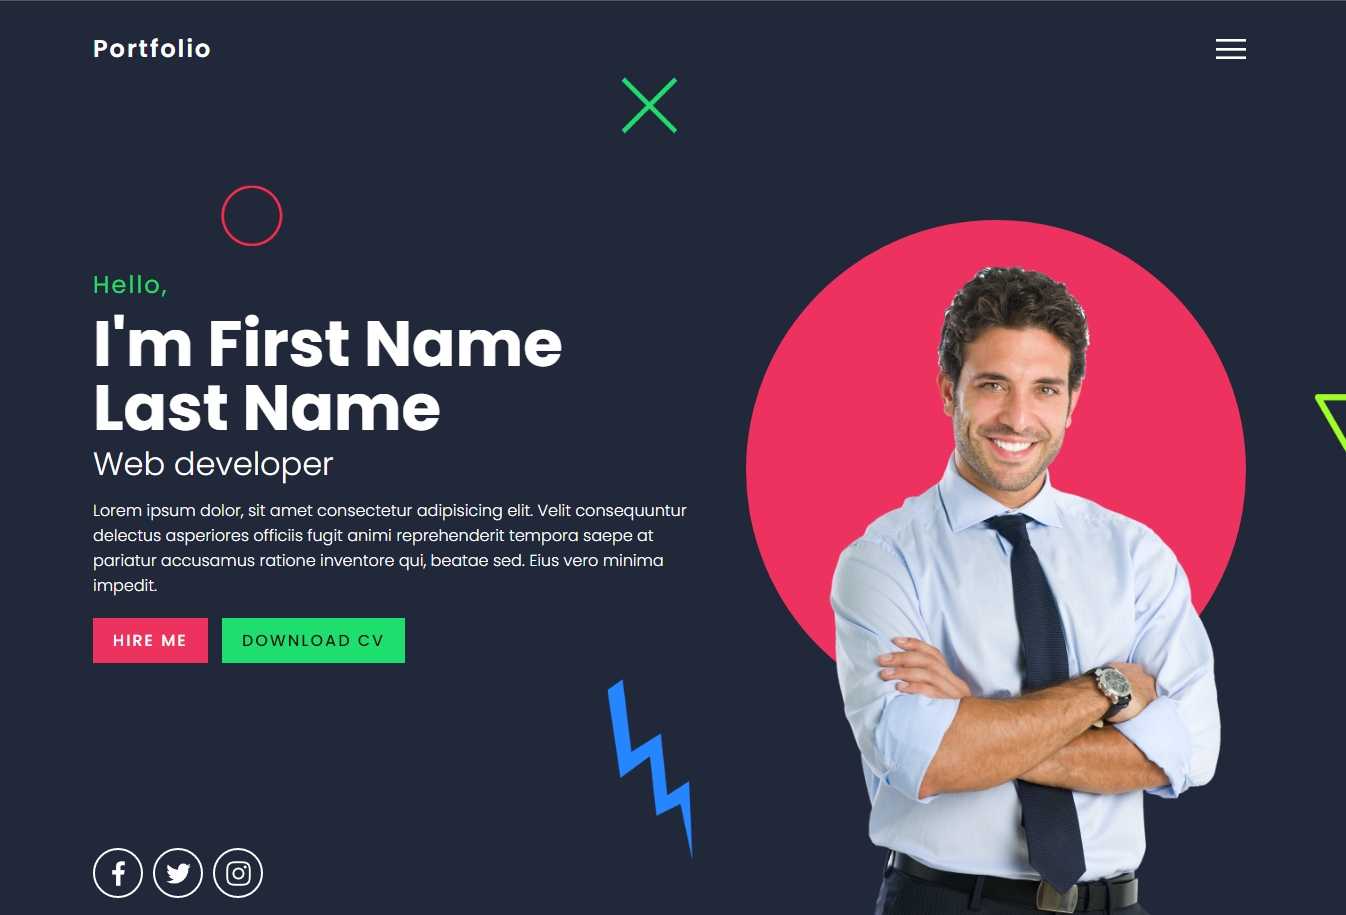 Portfolio
Hello,
I'm First Name
Last Name
Web developer
Lorem ipsum dolor, sit amet consectetur adipisicing elit. Velit consequuntur
delectus asperiores officiis fugit animi reprehenderit tempora saepe at
pariatur accusamus ratione inventore qui, beatae sed. Eius vero minima
impedit.
HIRE ME
DOWNLOAD CV